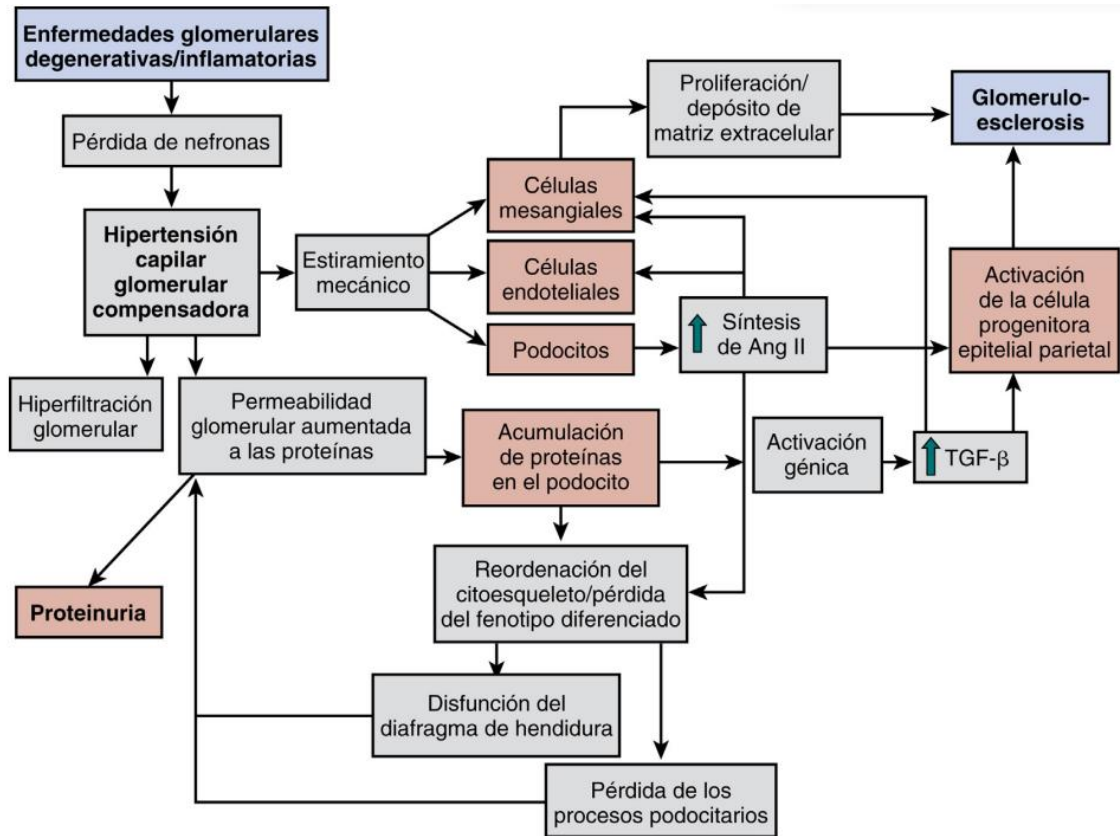 Enfermedades glomerulares
degenerativas/inflamatorias
Pérdida de nefronas
Hipertensión
capilar
glomerular
compensadora
Hiperfiltración
glomerular
Permeabilidad
glomerular aumentada
a las proteínas
Proteinuria
Estiramiento
mecánico
Células
mesangiales
Células
endoteliales
Podocitos
Proliferación/
depósito de
matriz extracelular
Glomerulo-
esclerosis
Síntesis
de Ang II
Activación
de la célula
progenitora
epitelial parietal
Acumulación
de proteínas
en el podocito
Activación
génica
TGF-β
Reordenación del
citoesqueleto/pérdida
del fenotipo diferenciado
Disfunción del
diafragma de hendidura
Pérdida de los
procesos podocitarios